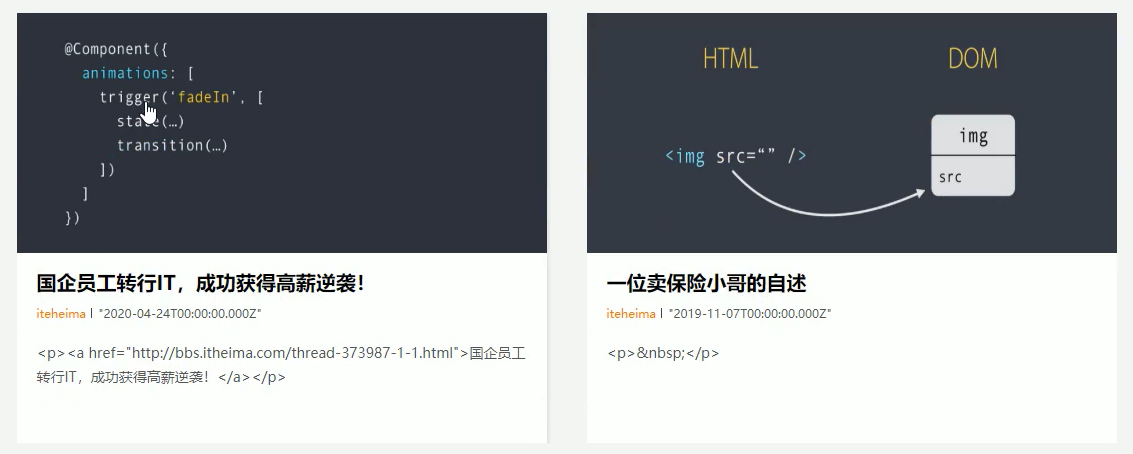 @Component({
animations: [
trigger(‘fadeIn’, [
state(…)
transition(…)
])
]
})
国企员工转行IT，成功获得高薪逆袭！
iteheima | "2020-04-24T00:00:00.000Z"
<p><a href="http://bbs.itheima.com/thread-373987-1-1.html">国企员工
转行IT，成功获得高薪逆袭！</a></p>
HTML
DOM
<img src=“” />
img
src
一位卖保险小哥的自述
iteheima | "2019-11-07T00:00:00.000Z"
<p>&nbsp;</p>